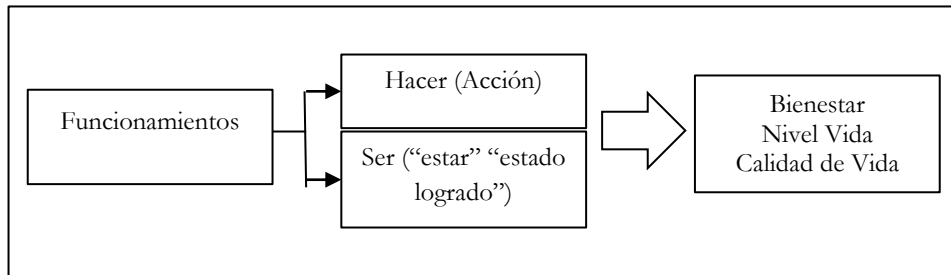 Funcionamientos
Hacer (Acción)
Ser (“estar” “estado
logrado”)
Bienestar
Nivel Vida
Calidad de Vida